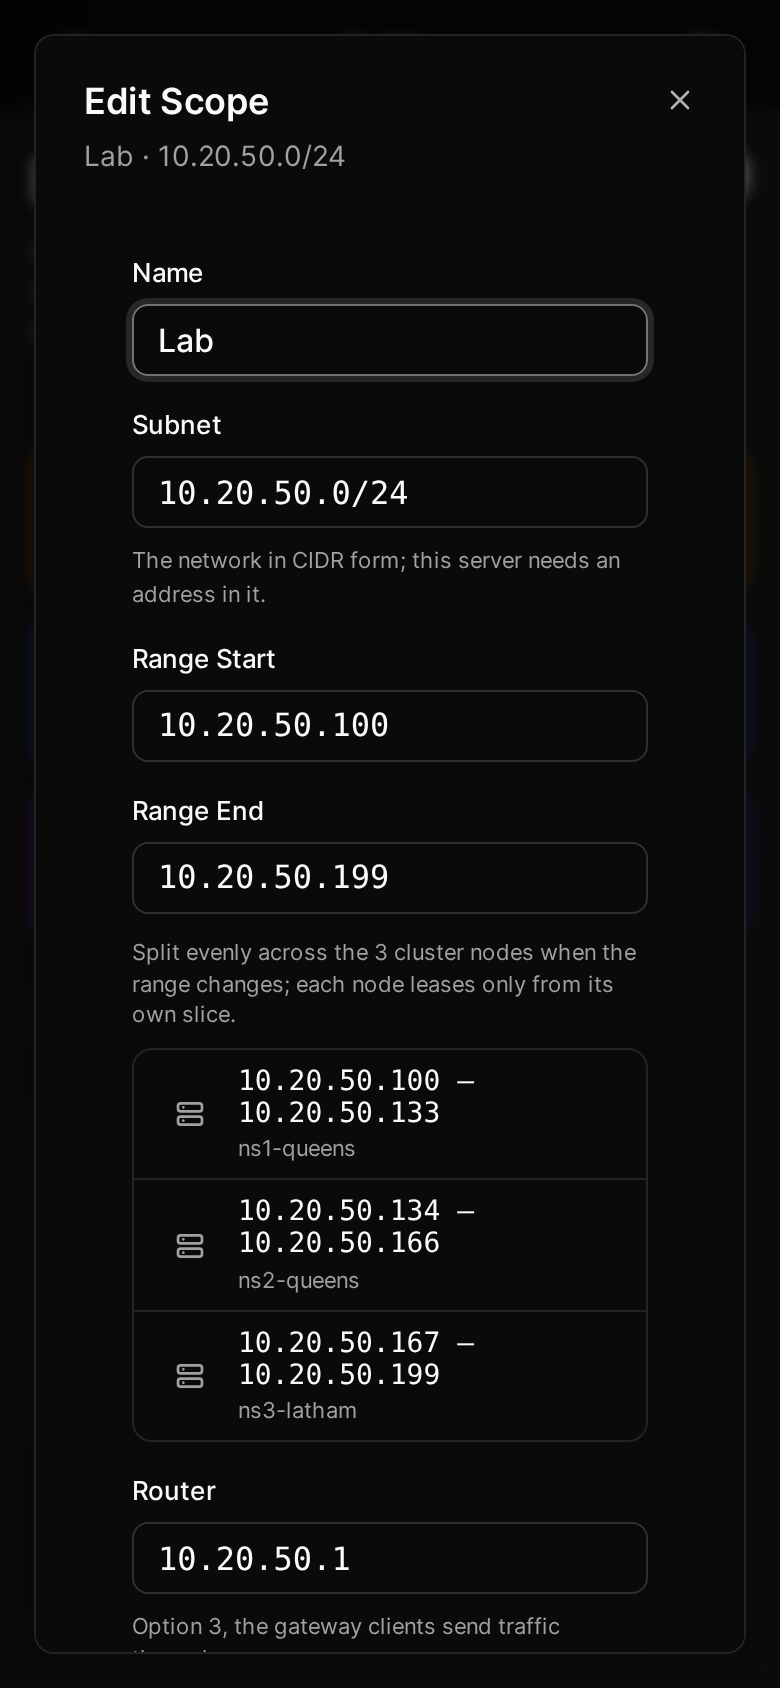 Edit Scope
Lab · 10.20.50.0/24
Name
Lab
Subnet
10.20.50.0/24
The network in CIDR form; this server needs an
address in it.
Range Start
10.20.50.100
Range End
10.20.50.199
Split evenly across the 3 cluster nodes when the
range changes; each node leases only from its
own slice.
10.20.50.100 –
10.20.50.133
ns1-queens
10.20.50.134 –
10.20.50.166
ns2-queens
10.20.50.167 –
10.20.50.199
ns3-latham
Router
10.20.50.1
Option 3, the gateway clients send traffic